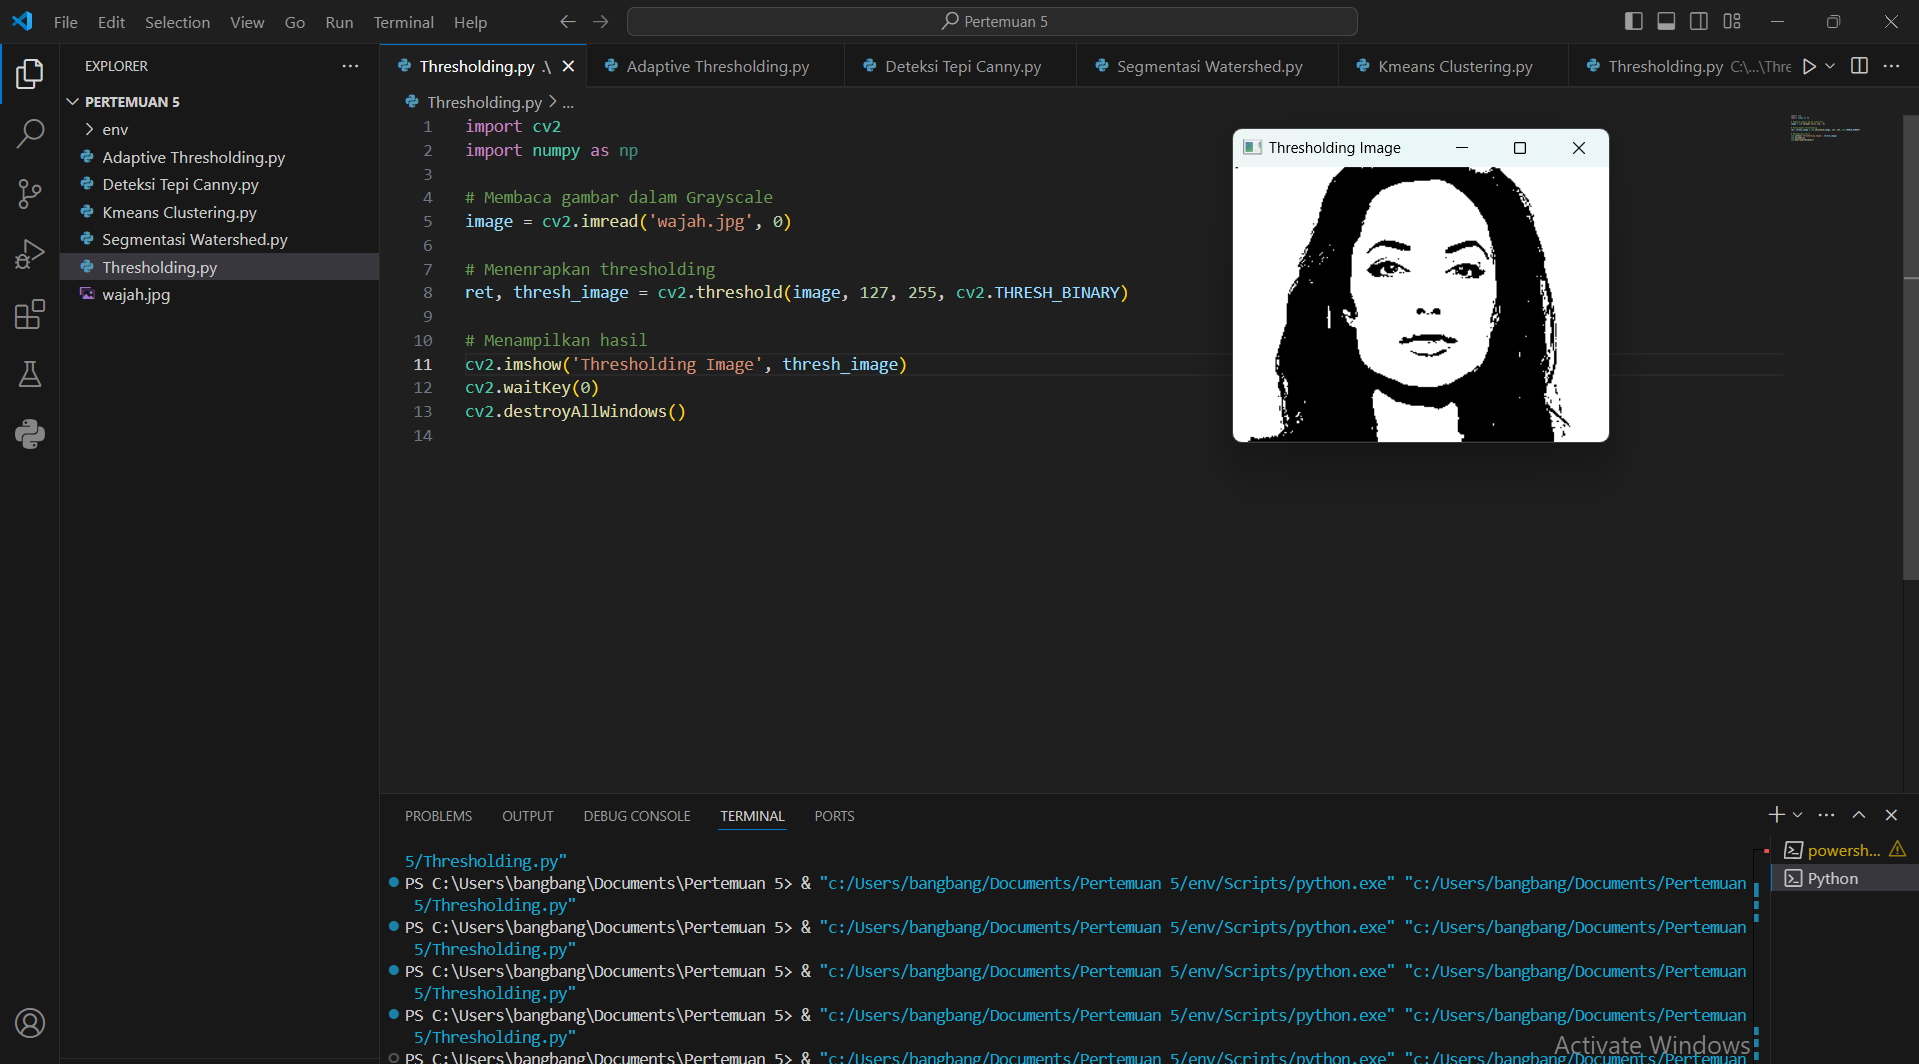 File Edit Selection View Go Run Terminal Help
Pertemuan 5
EXPLORER
PERTEMUAN 5
env
Adaptive Thresholding.py
Deteksi Tepi Canny.py
Kmeans Clustering.py
Segmentasi Watershed.py
Thresholding.py
wajah.jpg
Thresholding.py .\ Adaptive Thresholding.py Deteksi Tepi Canny.py Segmentasi Watershed.py Kmeans Clustering.py Thresholding.py C:\...\Thre
Thresholding.py > ...
1 import cv2
2 import numpy as np
3
4 # Membaca gambar dalam Grayscale
5 image = cv2.imread('wajah.jpg', 0)
6
7 # Menenrapkan thresholding
8 ret, thresh_image = cv2.threshold(image, 127, 255, cv2.THRESH_BINARY)
9
10 # Menampilkan hasil
11 cv2.imshow('Thresholding Image', thresh_image)
12 cv2.waitKey(0)
13 cv2.destroyAllWindows()
14
Thresholding Image
PROBLEMS OUTPUT DEBUG CONSOLE TERMINAL PORTS
5/Thresholding.py"
PS C:\Users\bangbang\Documents\Pertemuan 5> & "c:/Users/bangbang/Documents/Pertemuan 5/env/Scripts/python.exe" "c:/Users/bangbang/Documents/Pertemuan
5/Thresholding.py"
PS C:\Users\bangbang\Documents\Pertemuan 5> & "c:/Users/bangbang/Documents/Pertemuan 5/env/Scripts/python.exe" "c:/Users/bangbang/Documents/Pertemuan
5/Thresholding.py"
PS C:\Users\bangbang\Documents\Pertemuan 5> & "c:/Users/bangbang/Documents/Pertemuan 5/env/Scripts/python.exe" "c:/Users/bangbang/Documents/Pertemuan
5/Thresholding.py"
PS C:\Users\bangbang\Documents\Pertemuan 5> & "c:/Users/bangbang/Documents/Pertemuan 5/env/Scripts/python.exe" "c:/Users/bangbang/Documents/Pertemuan
5/Thresholding.py"
PS C:\Users\bangbang\Documents\Pertemuan 5> & "c:/Users/bangbang/Documents/Pertemuan 5/env/Scripts/python.exe" "c:/Users/bangbang/Documents/Pertemuan
powersh...
Python
Activate Windows